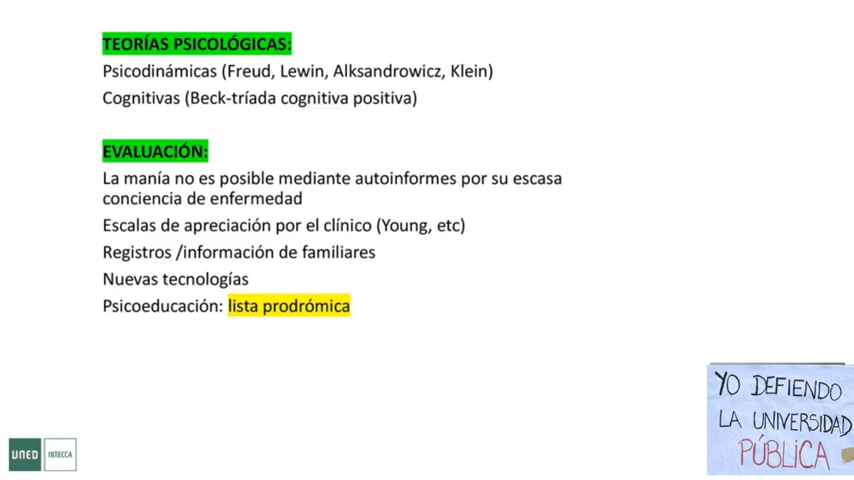 TEORÍAS PSICOLÓGICAS:
Psicodinámicas (Freud, Lewin, Alksandrowicz, Klein)
Cognitivas (Beck-tríada cognitiva positiva)
EVALUACIÓN:
La manía no es posible mediante autoinformes por su escasa
conciencia de enfermedad
Escalas de apreciación por el clínico (Young, etc)
Registros /información de familiares
Nuevas tecnologías
Psicoeducación: lista prodrómica
YO DEFIENDO
LA UNIVERSIDAD
PÚBLICA
UNED INTECCA